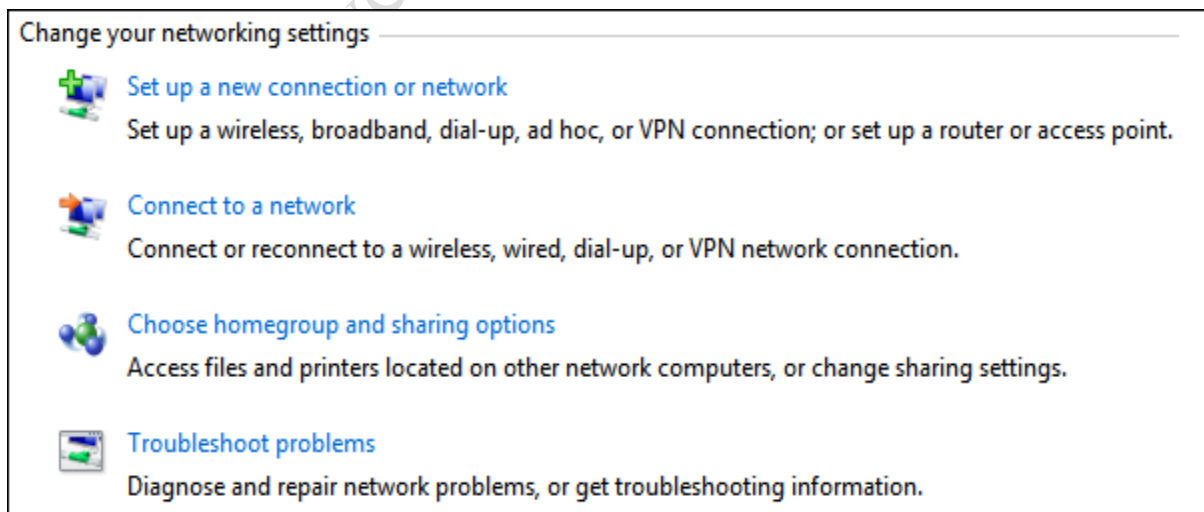 Change your networking settings
Set up a new connection or network
Set up a wireless, broadband, dial-up, ad hoc, or VPN connection; or set up a router or access point.
Connect to a network
Connect or reconnect to a wireless, wired, dial-up, or VPN network connection.
Choose homegroup and sharing options
Access files and printers located on other network computers, or change sharing settings.
Troubleshoot problems
Diagnose and repair network problems, or get troubleshooting information.